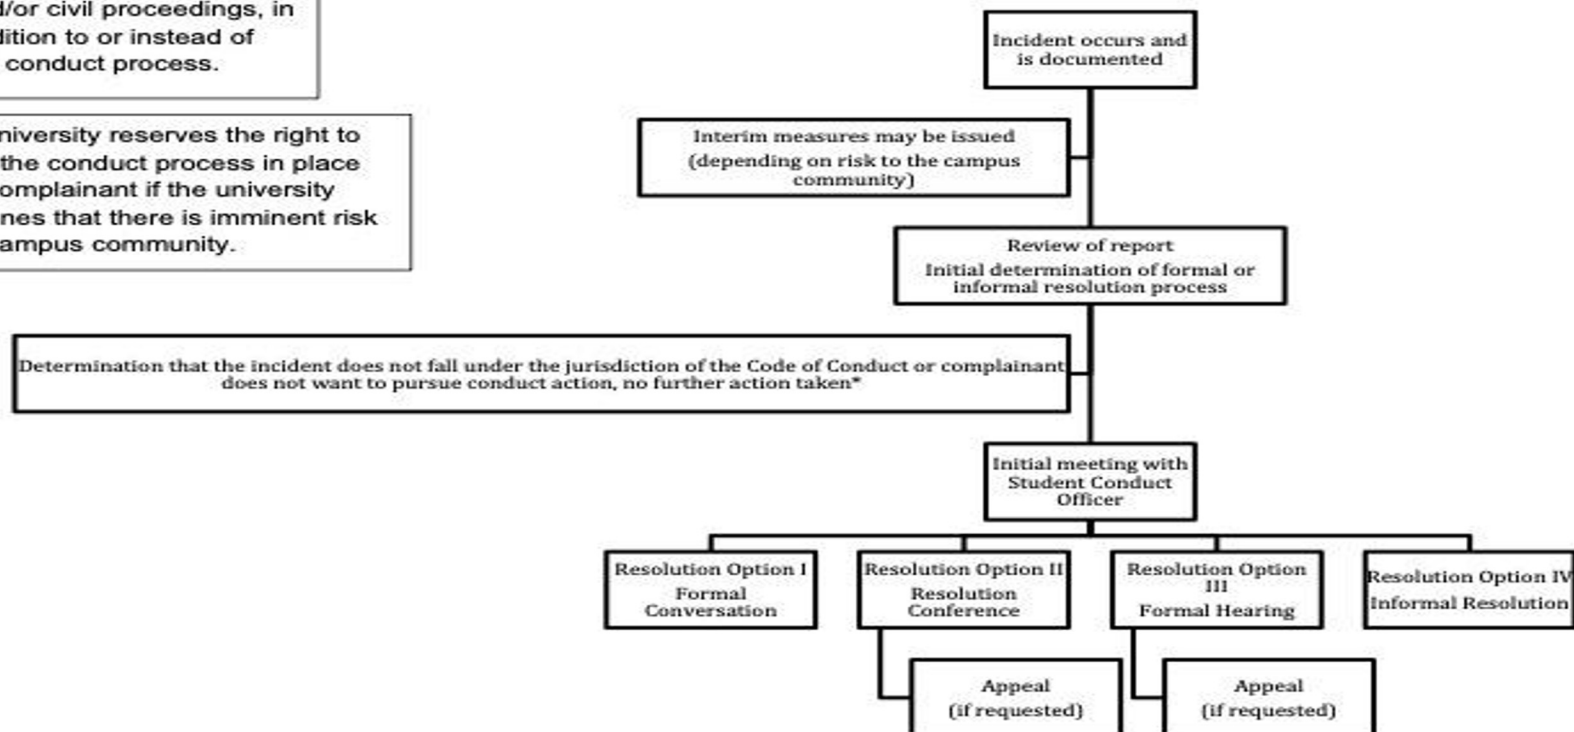 d/or civil proceedings, in
dition to or instead of
conduct process.
niversity reserves the right to
the conduct process in place
omplainant if the university
nes that there is imminent risk
ampus community.
Incident occurs and
is documented
Interim measures may be issued
(depending on risk to the campus
community)
Review of report
Initial determination of formal or
informal resolution process
Determination that the incident does not fall under the jurisdiction of the Code of Conduct or complainant
does not want to pursue conduct action, no further action taken*
Initial meeting with
Student Conduct
Officer
Resolution Option I
Formal
Conversation
Resolution Option II
Resolution
Conference
Resolution Option
III
Formal Hearing
Resolution Option IV
Informal Resolution
Appeal
(if requested)
Appeal
(if requested)